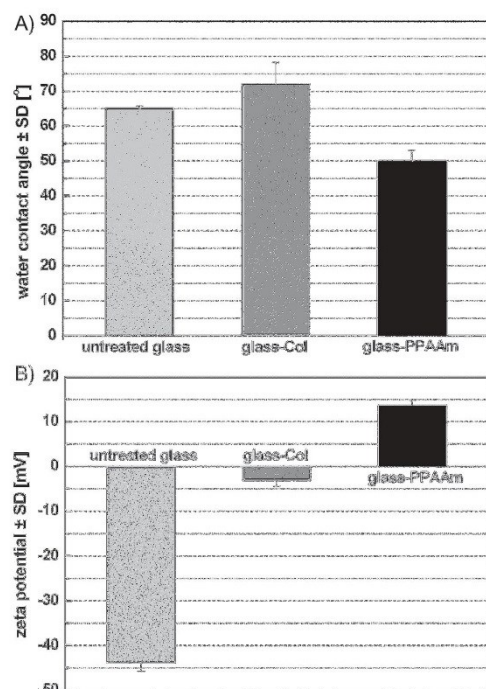 A)
water contact angle ± SD [°]
90
80
70
60
50
40
30
20
10
0
untreated glass glass-Col glass-PPAAm
B)
zeta potential ± SD [mV]
20
10
0
-10
-20
-30
-40
-50
untreated glass
glass-Col
glass-PPAAm